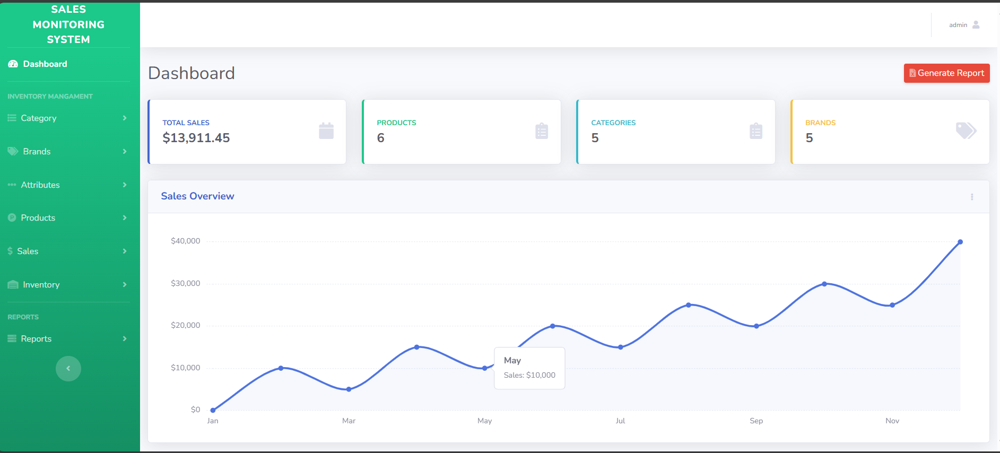 SALES
MONITORING
SYSTEM
Dashboard
INVENTORY MANGAMENT
Category
Brands
Attributes
Products
Sales
Inventory
REPORTS
Reports
admin
Dashboard
Generate Report
TOTAL SALES
$13,911.45
PRODUCTS
6
CATEGORIES
5
BRANDS
5
Sales Overview
$40,000
$30,000
$20,000
$10,000
$0
May
Sales: $10,000
Jan Mar May Jul Sep Nov